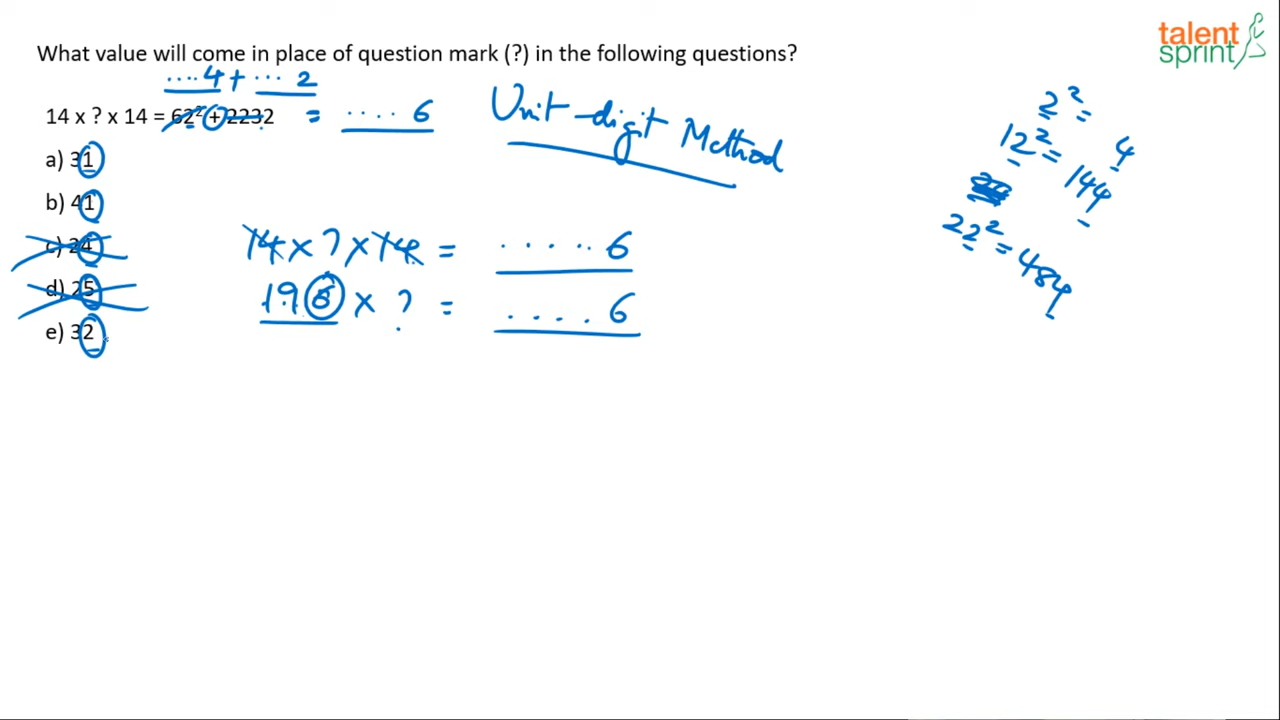 talent
sprint
What value will come in place of question mark (?) in the following questions?
.... 4 + ... 2
14 x ? x 14 = 62² + 2232 = .... 6
Unit-digit Method
a) 31
b) 41
c) 24
d) 25
e) 32
14 x ? x 14 = ..... 6
196 x ? = .... 6
2² = 4
12² = 144
22² = 484